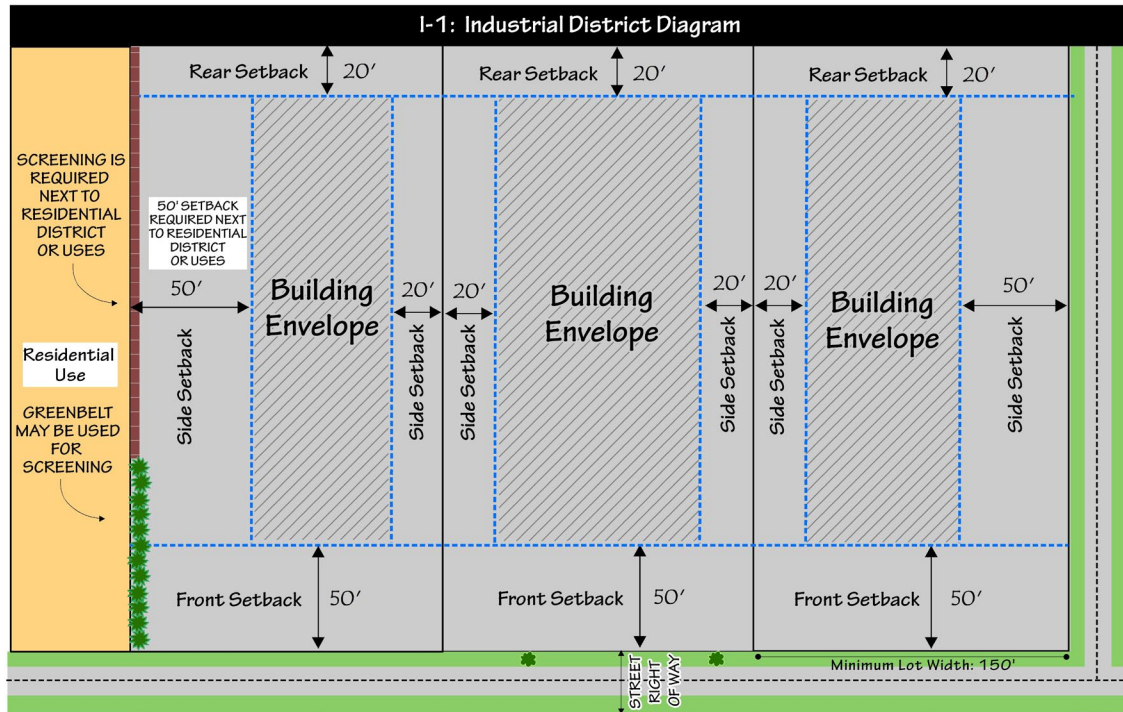 I-1: Industrial District Diagram
Rear Setback 20'
Rear Setback 20'
Rear Setback 20'
SCREENING IS
REQUIRED
NEXT TO
RESIDENTIAL
DISTRICT
OR USES
50' SETBACK
REQUIRED NEXT
TO RESIDENTIAL
DISTRICT
OR USES
50'
Side Setback
Building
Envelope
20'
Side Setback
20'
Side Setback
Building
Envelope
20'
Side Setback
20'
Side Setback
Building
Envelope
50'
Side Setback
Residential
Use
GREENBELT
MAY BE USED
FOR
SCREENING
Front Setback 50'
Front Setback 50'
Front Setback 50'
STREET
RIGHT
OF WAY
Minimum Lot Width: 150'